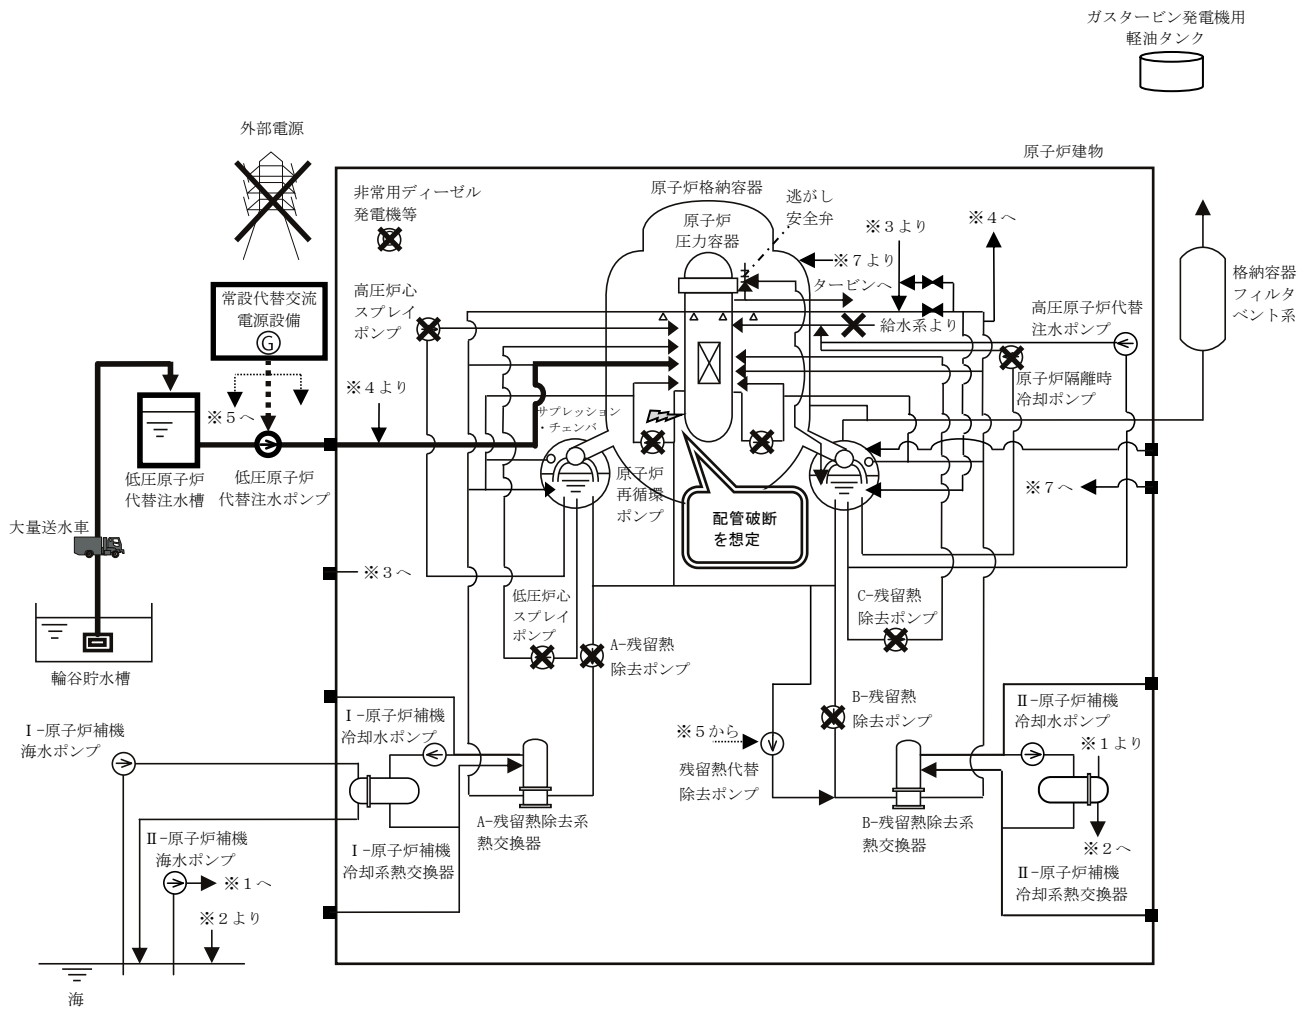 ガスタービン発電機用
軽油タンク
外部電源
原子炉建物
非常用ディーゼル
発電機等
原子炉格納容器
原子炉
圧力容器
逃がし
安全弁
※３より
※４へ
※７より
タービンへ
格納容器
フィルタ
ベント系
常設代替交流
電源設備
G
高圧炉心
スプレイ
ポンプ
給水系より
高圧原子炉代替
注水ポンプ
原子炉隔離時
冷却ポンプ
※４より
※５へ
サプレッション
・チェンバ
低圧原子炉
代替注水槽
低圧原子炉
代替注水ポンプ
原子炉
再循環
ポンプ
配管破断
を想定
※７へ
大量送水車
※３へ
低圧炉心
スプレイ
ポンプ
C-残留熱
除去ポンプ
A-残留熱
除去ポンプ
輪谷貯水槽
B-残留熱
除去ポンプ
Ⅰ-原子炉補機
冷却水ポンプ
Ⅱ-原子炉補機
冷却水ポンプ
Ⅰ-原子炉補機
海水ポンプ
※５から
※１より
残留熱代替
除去ポンプ
A-残留熱除去系
熱交換器
B-残留熱除去系
熱交換器
Ⅱ-原子炉補機
海水ポンプ
Ⅰ-原子炉補機
冷却系熱交換器
※２へ
Ⅱ-原子炉補機
冷却系熱交換器
※１へ
※２より
海